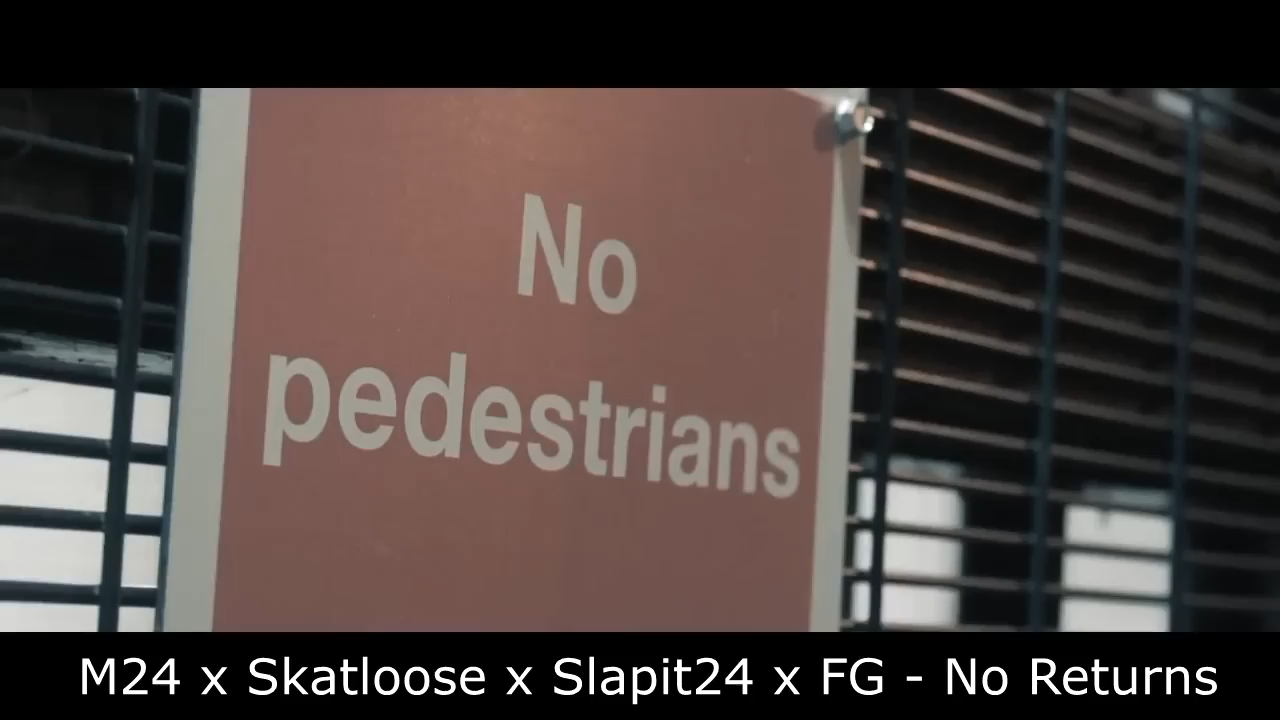 No
pedestrians
M24 x Skatloose x Slapit24 x FG - No Returns